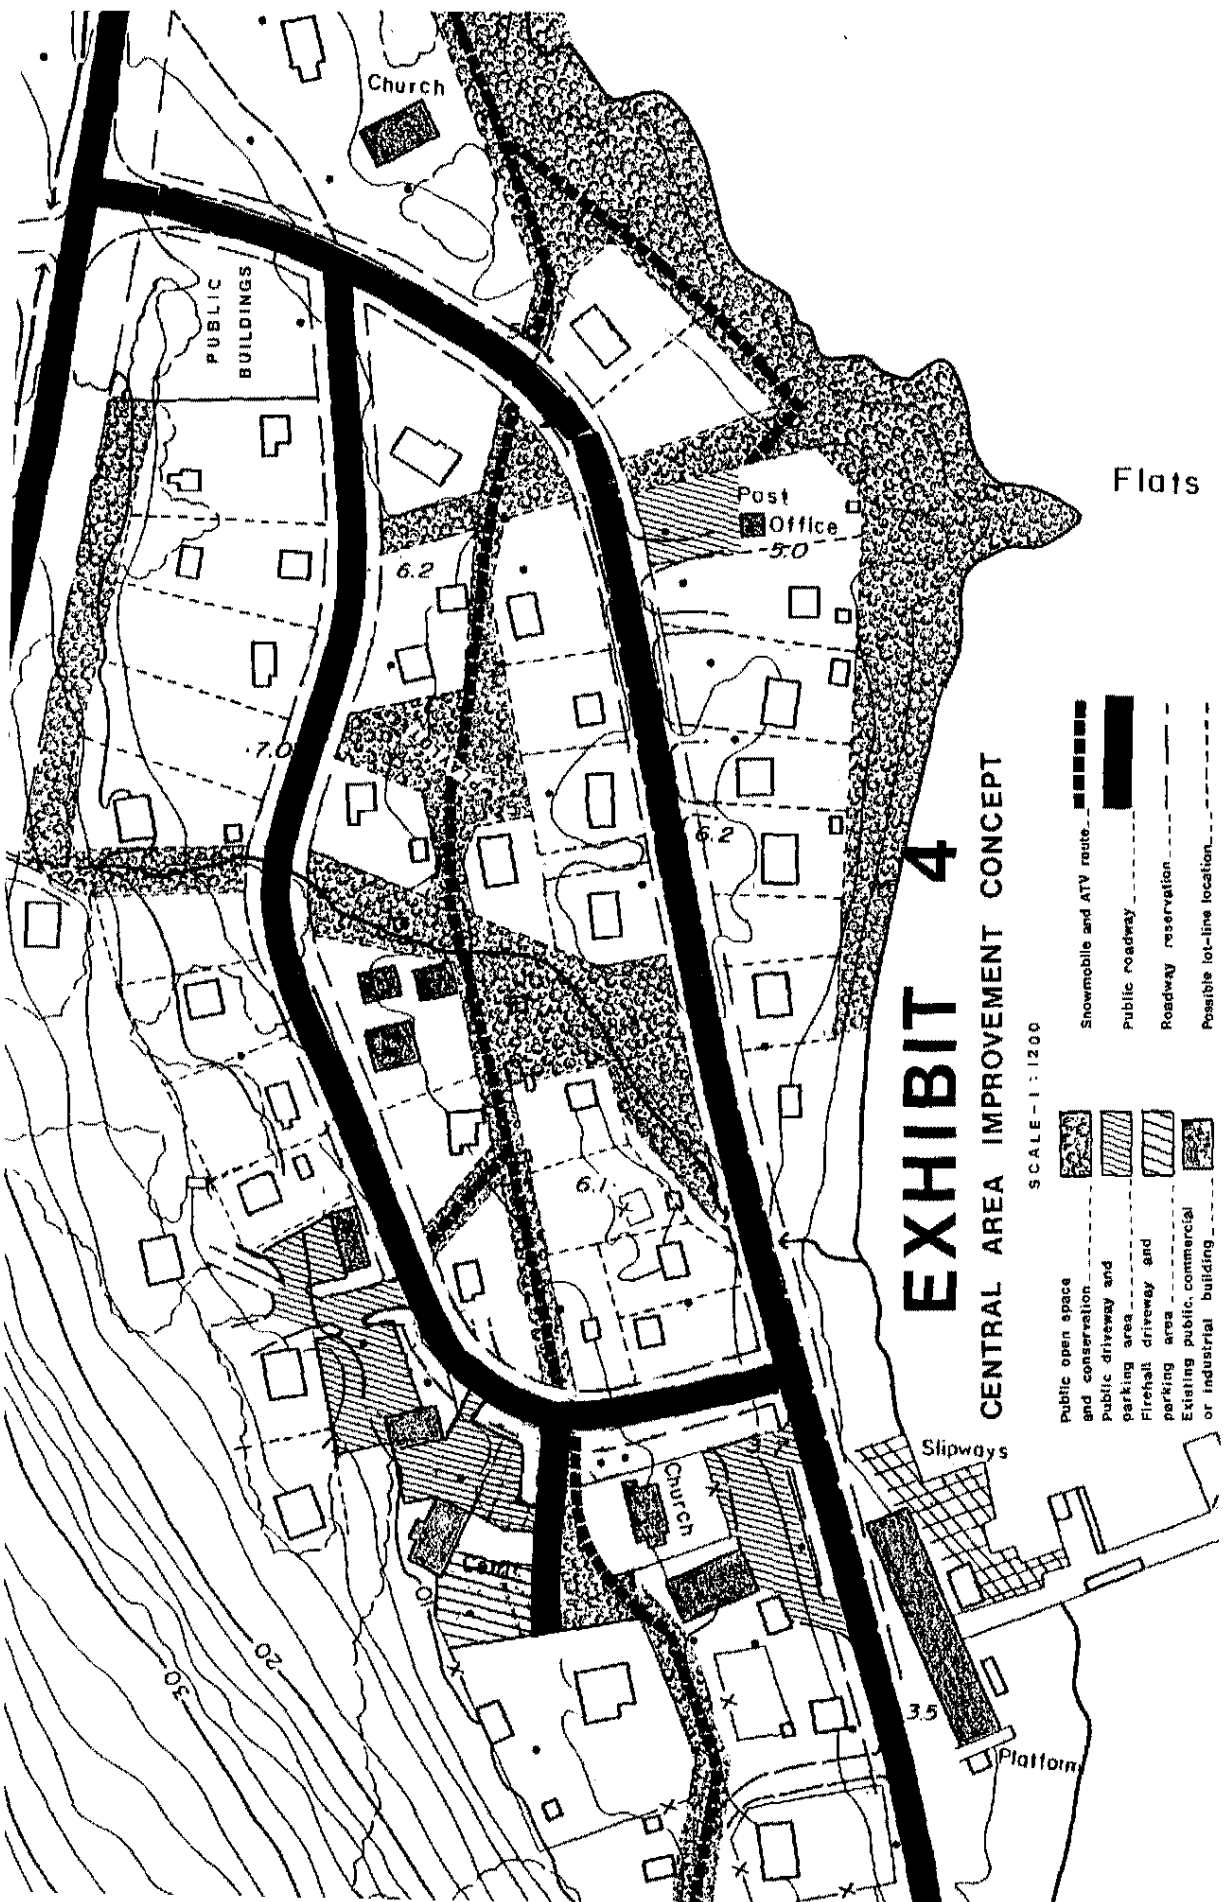 Church
PUBLIC
BUILDINGS
Post
Office
5.0
6.2
7.0
6.2
6.1
Church
10
20
30
3.5
Slipways
Platform
Flats
EXHIBIT 4
CENTRAL AREA IMPROVEMENT CONCEPT
SCALE - 1 : 1200
Public open space
and conservation
Public driveway and
parking area
Firehall driveway and
parking area
Existing public, commercial
or industrial building
Snowmobile and ATV route
Public roadway
Roadway reservation
Possible lot-line location